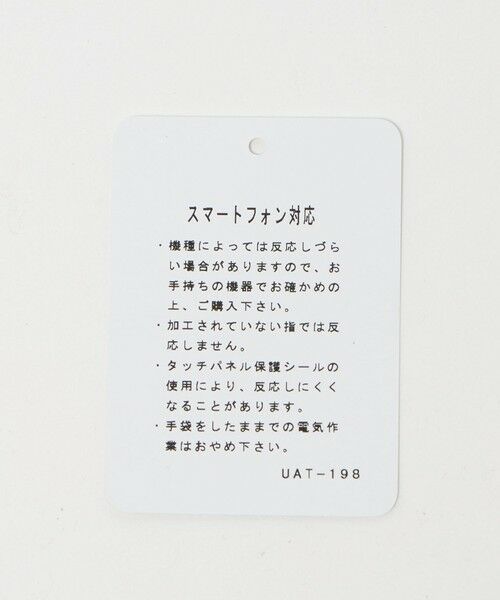 スマートフォン対応
・機種によっては反応しづら
い場合がありますので、お
手持ちの機器でお確かめの
上、ご購入下さい。
・加工されていない指では反
応しません。
・タッチパネル保護シールの
使用により、反応しにくく
なることがあります。
・手袋をしたままでの電気作
業はおやめ下さい。
UAT-198